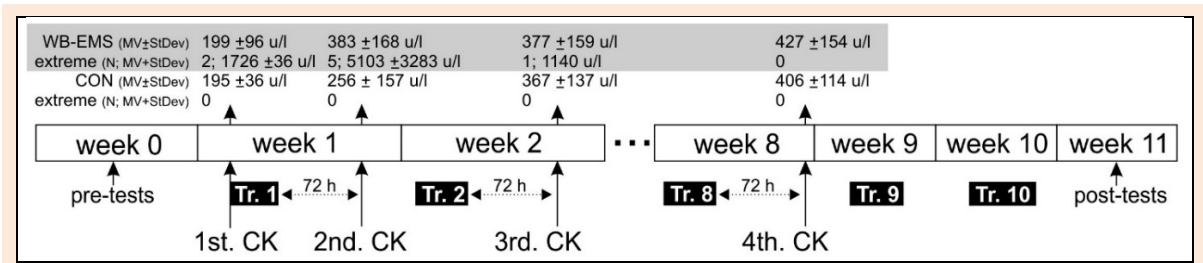 WB-EMS (MV±StDev) 199 ±96 u/l 383 ±168 u/l 377 ±159 u/l 427 ±154 u/l
extreme (N; MV+StDev) 2; 1726 ±36 u/l 5; 5103 ±3283 u/l 1; 1140 u/l 0
CON (MV±StDev) 195 ±36 u/l 256 ± 157 u/l 367 ±137 u/l 406 ±114 u/l
extreme (N; MV+StDev) 0 0 0 0
week 0 week 1 week 2 ... week 8 week 9 week 10 week 11
pre-tests Tr. 1 72 h Tr. 2 72 h Tr. 8 72 h Tr. 9 Tr. 10 post-tests
1st. CK 2nd. CK 3rd. CK 4th. CK